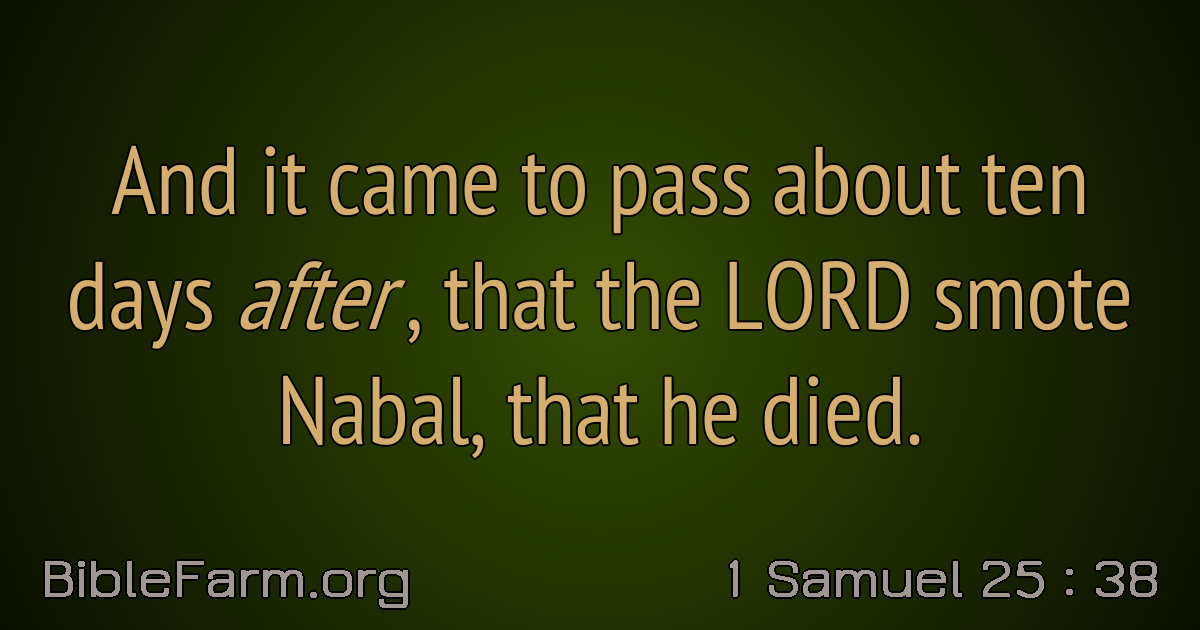 And it came to pass about ten
days after, that the LORD smote
Nabal, that he died.
BibleFarm.org
1 Samuel 25 : 38